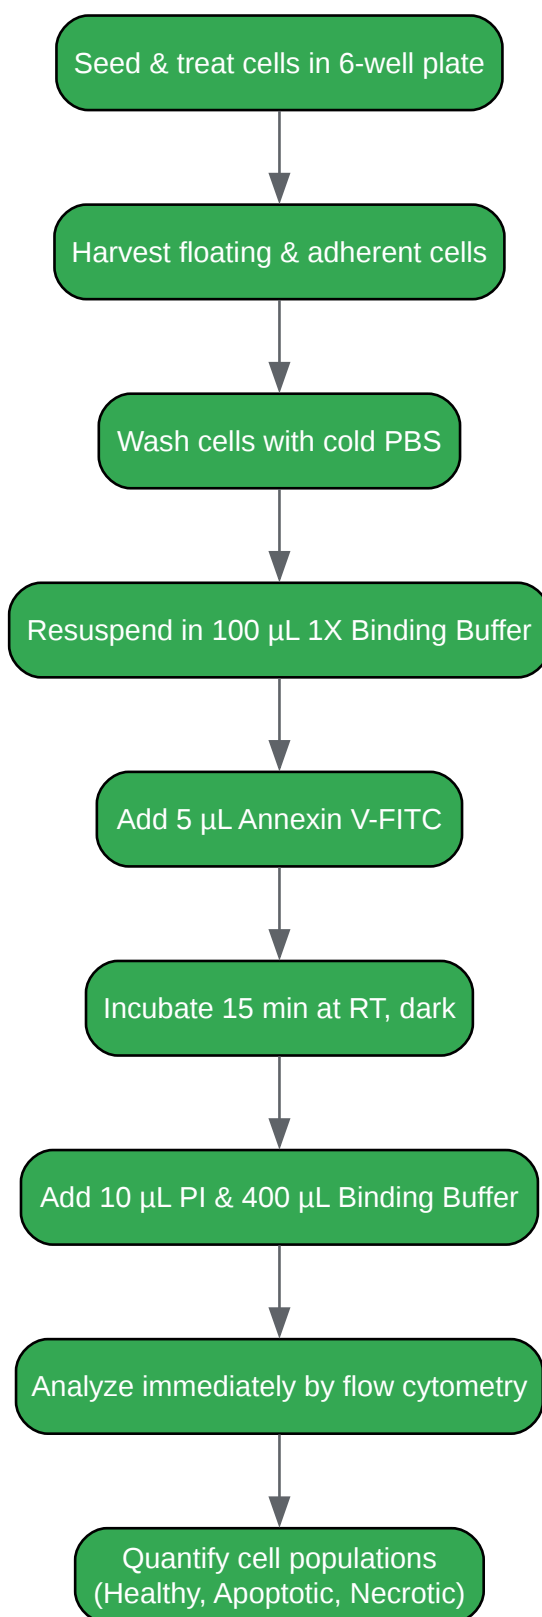 Seed & treat cells in 6-well plate
Harvest floating & adherent cells
Wash cells with cold PBS
Resuspend in 100 µL 1X Binding Buffer
Add 5 µL Annexin V-FITC
Incubate 15 min at RT, dark
Add 10 µL PI & 400 µL Binding Buffer
Analyze immediately by flow cytometry
Quantify cell populations
(Healthy, Apoptotic, Necrotic)